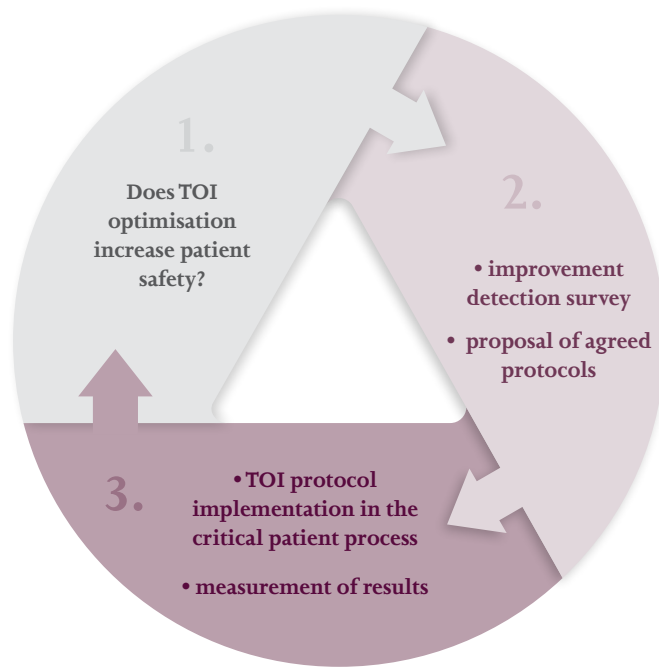 1.
Does TOI
optimisation
increase patient
safety?
2.
• improvement
detection survey
• proposal of agreed
protocols
3.
• TOI protocol
implementation in the
critical patient process
• measurement of results